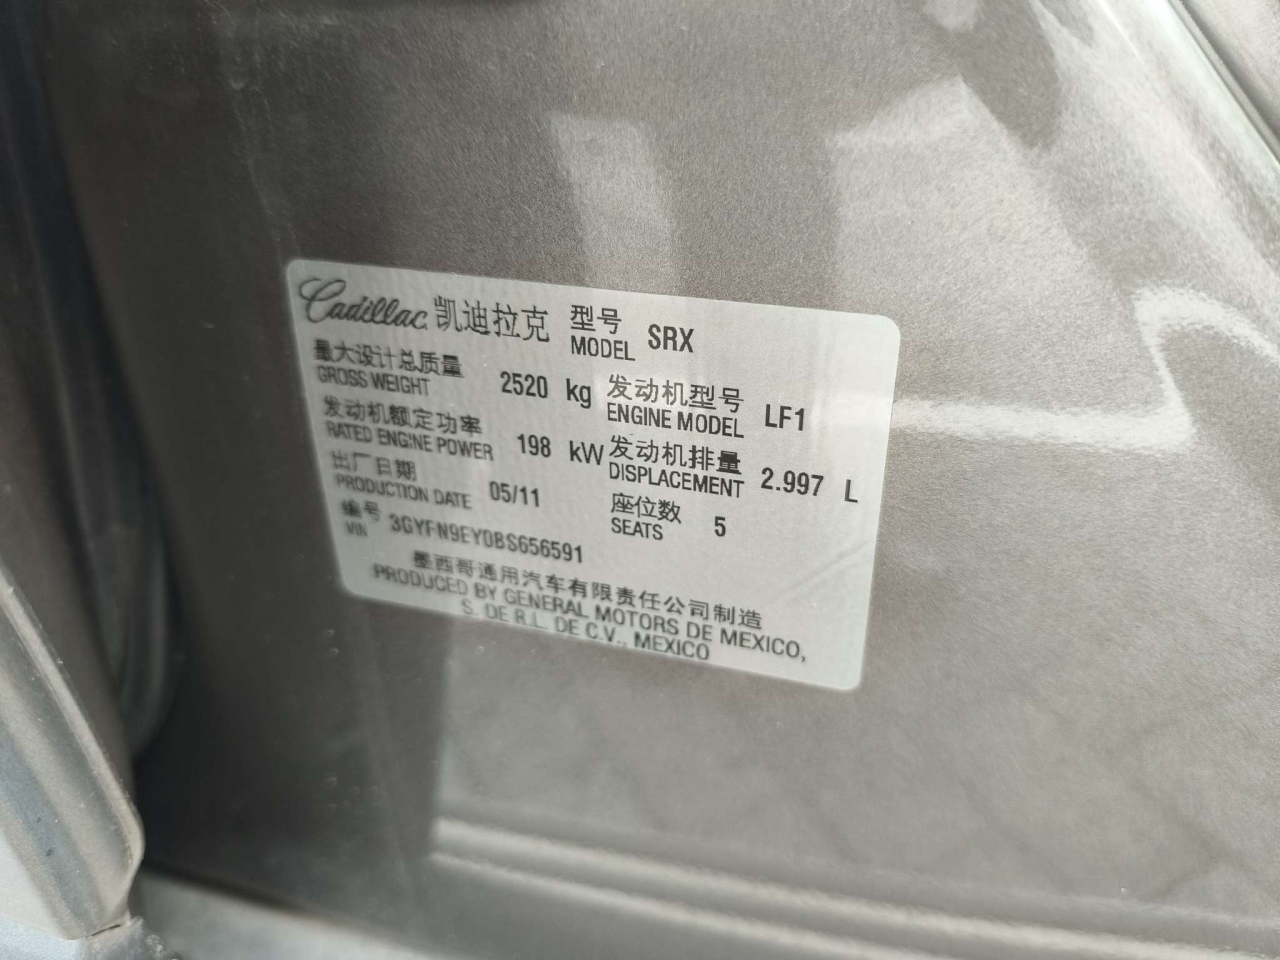 Cadillac 凯迪拉克 型号 SRX
MODEL
最大设计总质量 2520 kg 发动机型号 LF1
GROSS WEIGHT ENGINE MODEL
发动机额定功率 198 kW 发动机排量 2.997 L
RATED ENGINE POWER DISPLACEMENT
出厂日期 05/11 座位数 5
PRODUCTION DATE SEATS
编号 3GYFN9EY0BS656591
VIN
墨西哥通用汽车有限责任公司制造
PRODUCED BY GENERAL MOTORS DE MEXICO,
S. DE R.L. DE C.V., MEXICO